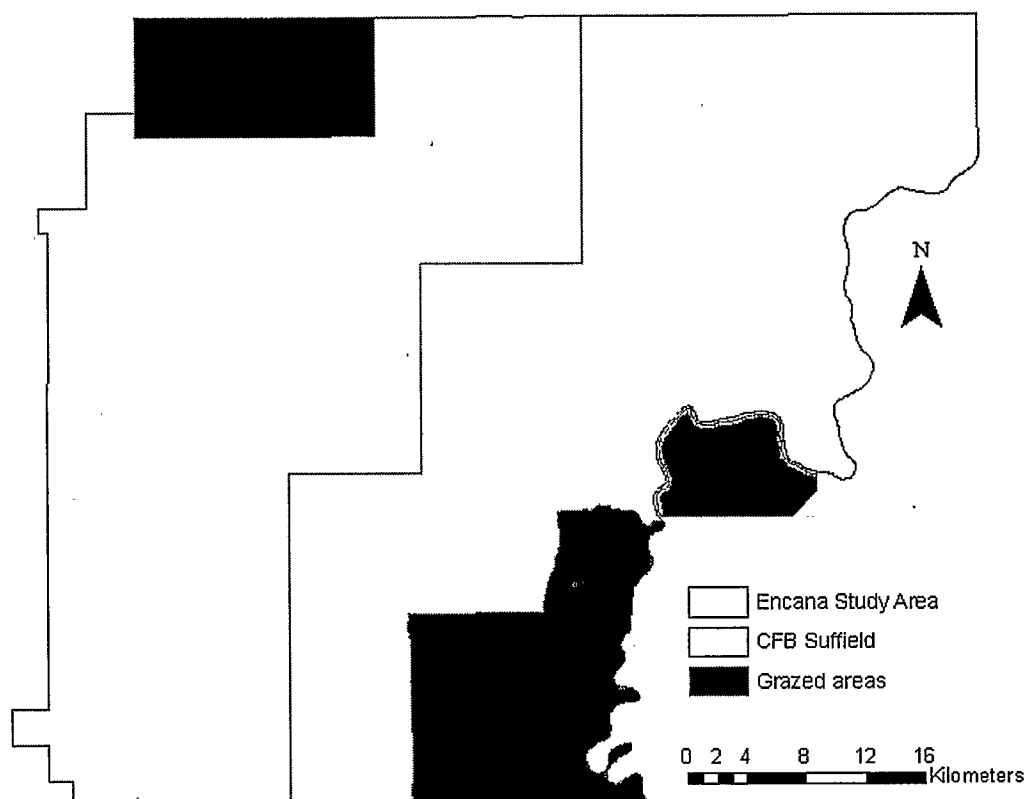 N
Encana Study Area
CFB Suffield
Grazed areas
0 2 4 8 12 16
Kilometers